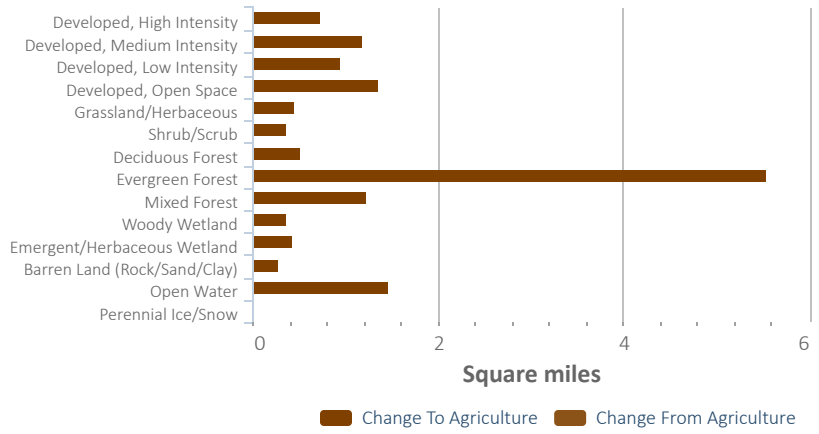 Developed, High Intensity
Developed, Medium Intensity
Developed, Low Intensity
Developed, Open Space
Grassland/Herbaceous
Shrub/Scrub
Deciduous Forest
Evergreen Forest
Mixed Forest
Woody Wetland
Emergent/Herbaceous Wetland
Barren Land (Rock/Sand/Clay)
Open Water
Perennial Ice/Snow
0 2 4 6
Square miles
Change To Agriculture Change From Agriculture